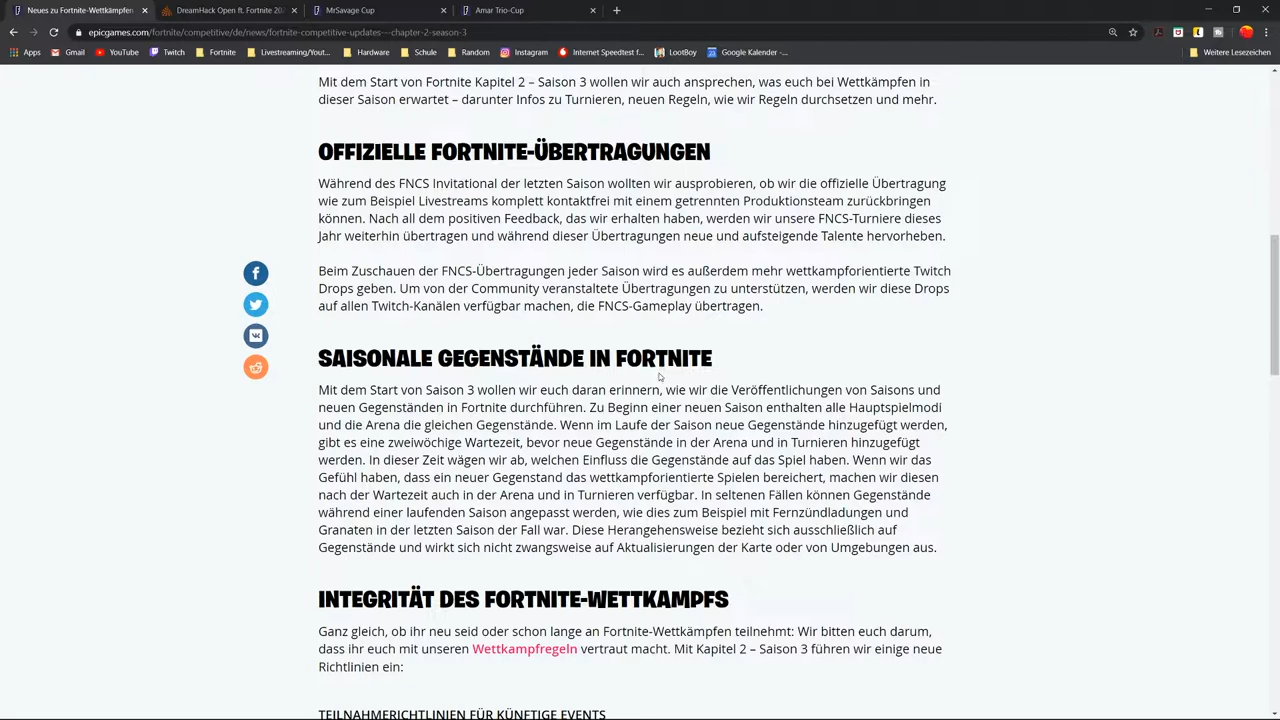 Neues zu Fortnite-Wettkämpfen
DreamHack Open ft. Fortnite 202
MrSavage Cup
Amar Trio-Cup
epicgames.com/fortnite/competitive/de/news/fortnite-competitive-updates---chapter-2-season-3
Apps
Gmail
YouTube
Twitch
Fortnite
Livestreaming/Yout...
Hardware
Schule
Random
Instagram
Internet Speedtest f...
LootBoy
Google Kalender -...
Weitere Lesezeichen
Mit dem Start von Fortnite Kapitel 2 – Saison 3 wollen wir auch ansprechen, was euch bei Wettkämpfen in
dieser Saison erwartet – darunter Infos zu Turnieren, neuen Regeln, wie wir Regeln durchsetzen und mehr.
OFFIZIELLE FORTNITE-ÜBERTRAGUNGEN
Während des FNCS Invitational der letzten Saison wollten wir ausprobieren, ob wir die offizielle Übertragung
wie zum Beispiel Livestreams komplett kontaktfrei mit einem getrennten Produktionsteam zurückbringen
können. Nach all dem positiven Feedback, das wir erhalten haben, werden wir unsere FNCS-Turniere dieses
Jahr weiterhin übertragen und während dieser Übertragungen neue und aufsteigende Talente hervorheben.
Beim Zuschauen der FNCS-Übertragungen jeder Saison wird es außerdem mehr wettkampforientierte Twitch
Drops geben. Um von der Community veranstaltete Übertragungen zu unterstützen, werden wir diese Drops
auf allen Twitch-Kanälen verfügbar machen, die FNCS-Gameplay übertragen.
SAISONALE GEGENSTÄNDE IN FORTNITE
Mit dem Start von Saison 3 wollen wir euch daran erinnern, wie wir die Veröffentlichungen von Saisons und
neuen Gegenständen in Fortnite durchführen. Zu Beginn einer neuen Saison enthalten alle Hauptspielmodi
und die Arena die gleichen Gegenstände. Wenn im Laufe der Saison neue Gegenstände hinzugefügt werden,
gibt es eine zweiwöchige Wartezeit, bevor neue Gegenstände in der Arena und in Turnieren hinzugefügt
werden. In dieser Zeit wägen wir ab, welchen Einfluss die Gegenstände auf das Spiel haben. Wenn wir das
Gefühl haben, dass ein neuer Gegenstand das wettkampforientierte Spielen bereichert, machen wir diesen
nach der Wartezeit auch in der Arena und in Turnieren verfügbar. In seltenen Fällen können Gegenstände
während einer laufenden Saison angepasst werden, wie dies zum Beispiel mit Fernzündladungen und
Granaten in der letzten Saison der Fall war. Diese Herangehensweise bezieht sich ausschließlich auf
Gegenstände und wirkt sich nicht zwangsweise auf Aktualisierungen der Karte oder von Umgebungen aus.
INTEGRITÄT DES FORTNITE-WETTKAMPFS
Ganz gleich, ob ihr neu seid oder schon lange an Fortnite-Wettkämpfen teilnehmt: Wir bitten euch darum,
dass ihr euch mit unseren Wettkampfregeln vertraut macht. Mit Kapitel 2 – Saison 3 führen wir einige neue
Richtlinien ein:
TEILNAHMERICHTLINIEN FÜR KÜNFTIGE EVENTS